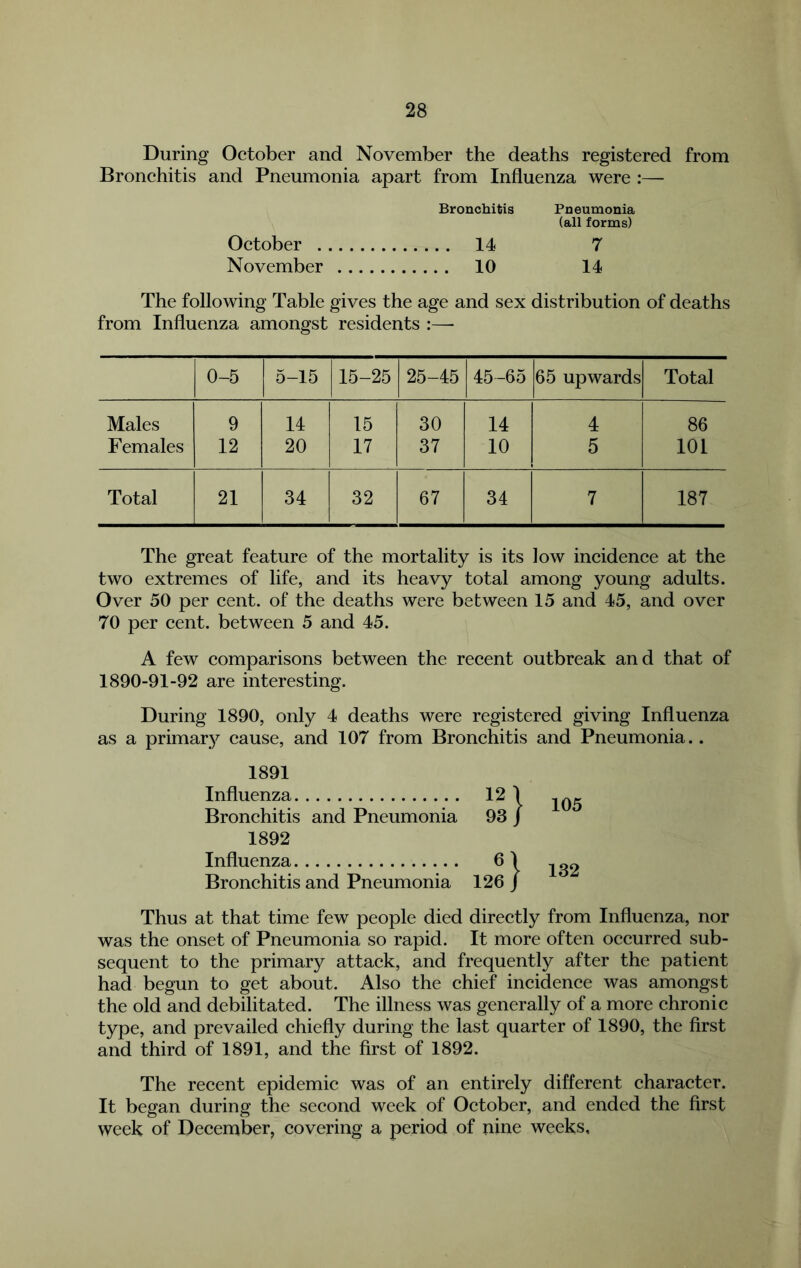 28
During October and November the deaths registered from
Bronchitis and Pneumonia apart from Influenza were :—
Bronchitis Pneumonia
(all forms)
October .............. 14 7
November ........... 10 14
The following Table gives the age and sex distribution of deaths
from Influenza amongst residents :—
0-5 5-15 15-25 25-45 45-65 65 upwards Total
Males 9 14 15 30 14 4 86
Females 12 20 17 37 10 5 101
Total 21 34 32 67 34 7 187
The great feature of the mortality is its low incidence at the
two extremes of life, and its heavy total among young adults.
Over 50 per cent. of the deaths were between 15 and 45, and over
70 per cent. between 5 and 45.
A few comparisons between the recent outbreak an d that of
1890-91-92 are interesting.
During 1890, only 4 deaths were registered giving Influenza
as a primary cause, and 107 from Bronchitis and Pneumonia. .
1891
Influenza................. 12 } 105
Bronchitis and Pneumonia 93 }
1892
Influenza................. 6 } 132
Bronchitis and Pneumonia 126 }
Thus at that time few people died directly from Influenza, nor
was the onset of Pneumonia so rapid. It more often occurred sub-
sequent to the primary attack, and frequently after the patient
had begun to get about. Also the chief incidence was amongst
the old and debilitated. The illness was generally of a more chronic
type, and prevailed chiefly during the last quarter of 1890, the first
and third of 1891, and the first of 1892.
The recent epidemic was of an entirely different character.
It began during the second week of October, and ended the first
week of December, covering a period of nine weeks,